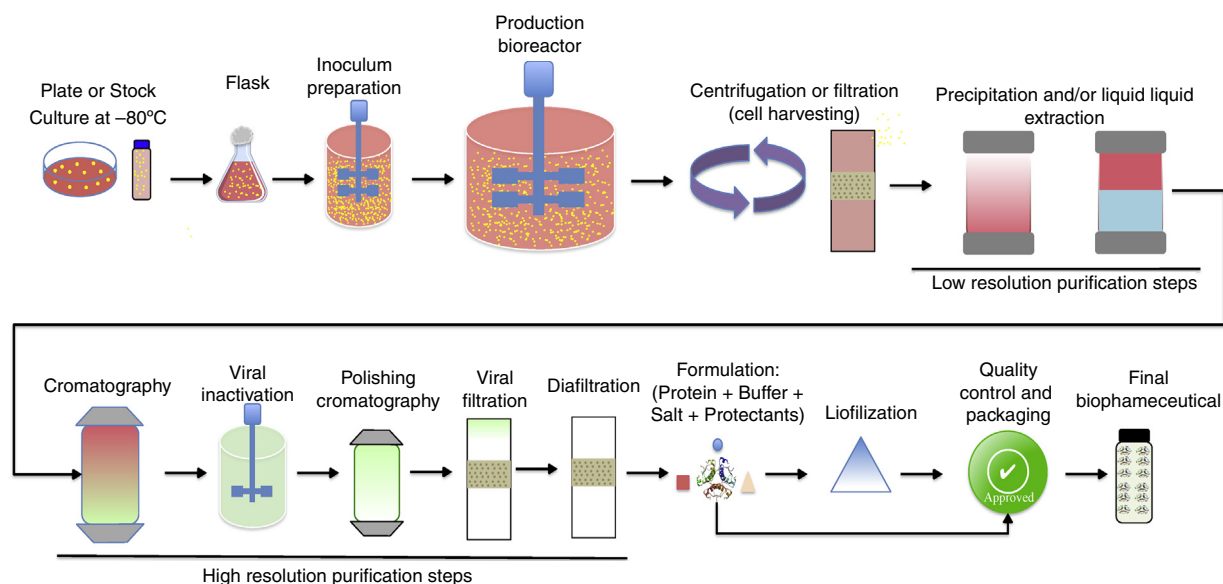 Plate or Stock
Culture at –80ºC
Flask
Inoculum
preparation
Production
bioreactor
Centrifugation or filtration
(cell harvesting)
Precipitation and/or liquid liquid
extraction
Low resolution purification steps
Cromatography
Viral
inactivation
Polishing
cromatography
Viral
filtration
Diafiltration
Formulation:
(Protein + Buffer +
Salt + Protectants)
Liofilization
Quality
control and
packaging
Approved
Final
biophameceutical
High resolution purification steps